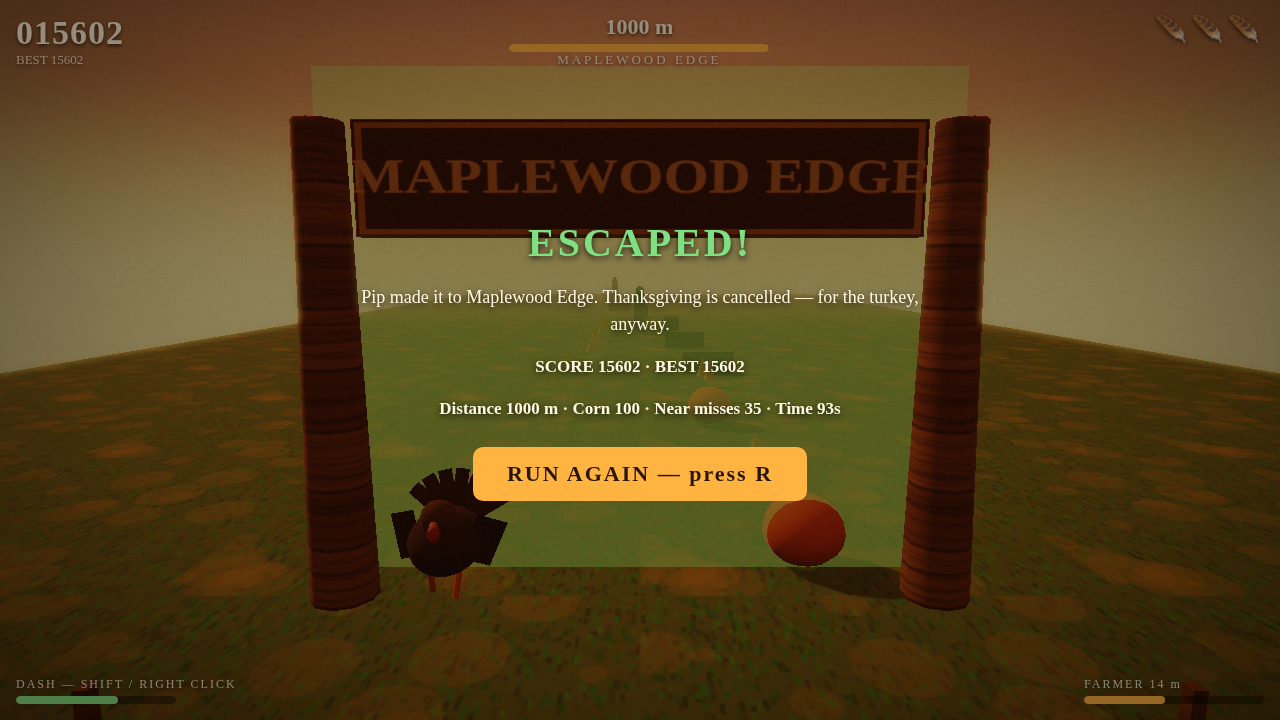 015602
BEST 15602
1000 m
MAPLEWOOD EDGE
MAPLEWOOD EDGE
ESCAPED!
Pip made it to Maplewood Edge. Thanksgiving is cancelled — for the turkey,
anyway.
SCORE 15602 · BEST 15602
Distance 1000 m · Corn 100 · Near misses 35 · Time 93s
RUN AGAIN — press R
DASH — SHIFT / RIGHT CLICK
FARMER 14 m